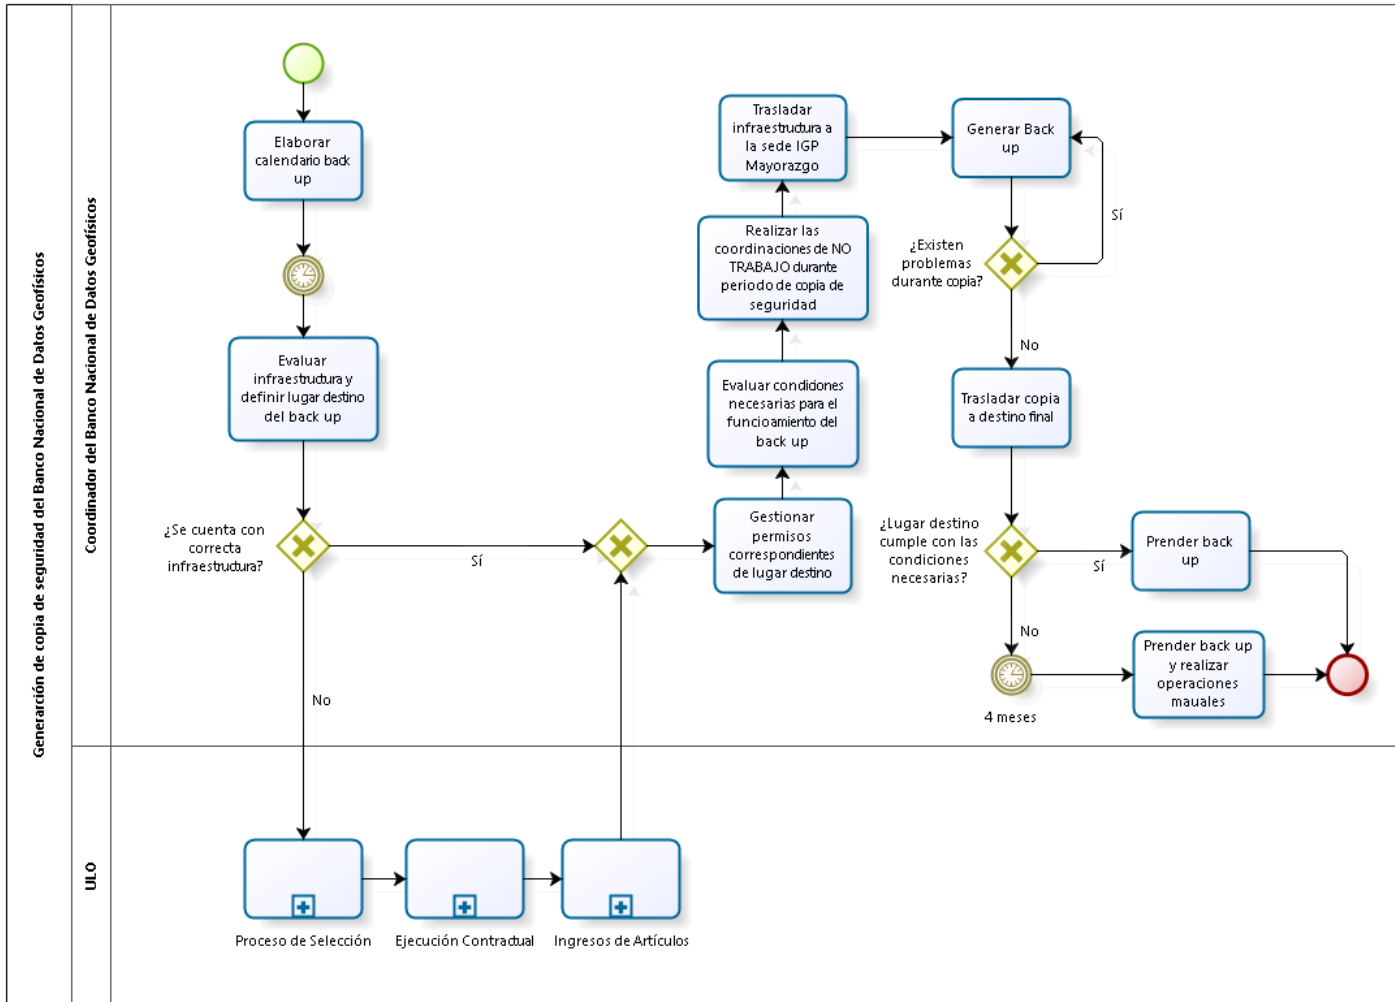 Generarción de copia de seguridad del Banco Nacional de Datos Geofísicos
Coordinador del Banco Nacional de Datos Geofísicos
Elaborar
calendario back
up
Evaluar
infraestructura y
definir lugar destino
del back up
¿Se cuenta con
correcta
infraestructura?
Sí
No
Trasladar
infraestructura a
la sede IGP
Mayorazgo
Realizar las
coordinaciones de NO
TRABAJO durante
periodo de copia de
seguridad
Evaluar condiciones
necesarias para el
funcioamiento del
back up
Gestionar
permisos
correspondientes
de lugar destino
Generar Back
up
¿Existen
problemas
durante copia?
Sí
No
Trasladar copia
a destino final
¿Lugar destino
cumple con las
condiciones
necesarias?
Sí
No
Prender back
up
4 meses
Prender back up
y realizar
operaciones
mauales
ULO
Proceso de Selección
Ejecución Contractual
Ingresos de Artículos